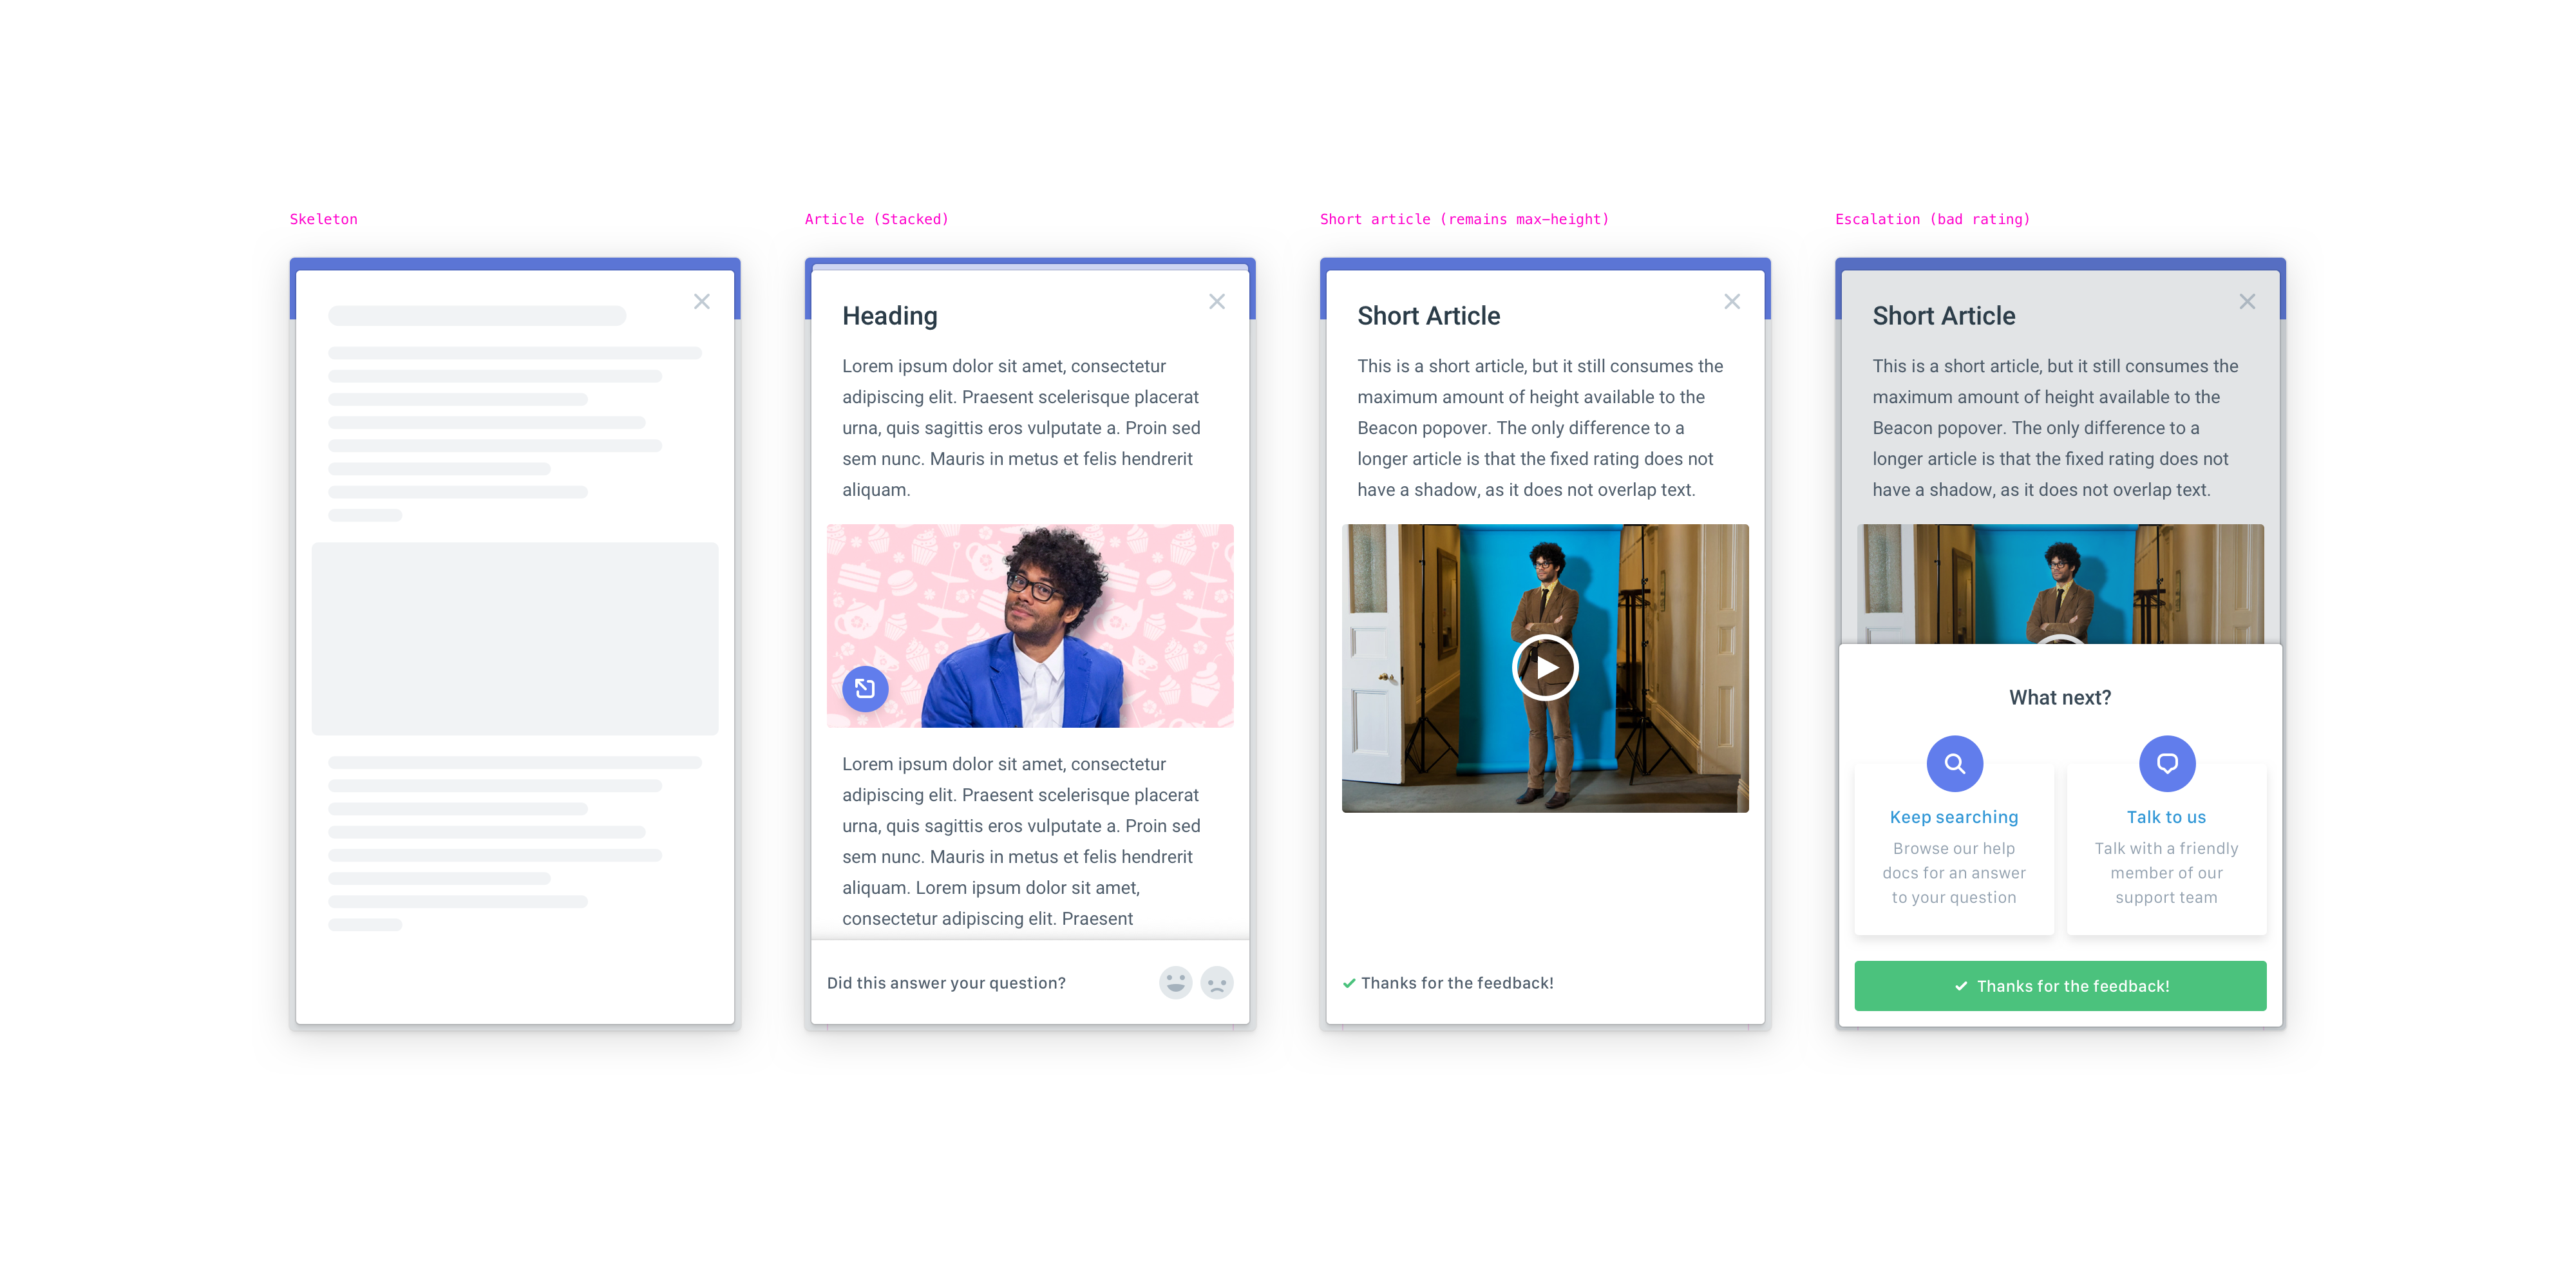 Skeleton
Article (Stacked)
Heading
Lorem ipsum dolor sit amet, consectetur
adipiscing elit. Praesent scelerisque placerat
urna, quis sagittis eros vulputate a. Proin sed
sem nunc. Mauris in metus et felis hendrerit
aliquam.
Lorem ipsum dolor sit amet, consectetur
adipiscing elit. Praesent scelerisque placerat
urna, quis sagittis eros vulputate a. Proin sed
sem nunc. Mauris in metus et felis hendrerit
aliquam. Lorem ipsum dolor sit amet,
consectetur adipiscing elit. Praesent
Did this answer your question?
Short article (remains max-height)
Short Article
This is a short article, but it still consumes the
maximum amount of height available to the
Beacon popover. The only difference to a
longer article is that the fixed rating does not
have a shadow, as it does not overlap text.
Thanks for the feedback!
Escalation (bad rating)
Short Article
This is a short article, but it still consumes the
maximum amount of height available to the
Beacon popover. The only difference to a
longer article is that the fixed rating does not
have a shadow, as it does not overlap text.
What next?
Keep searching
Browse our help
docs for an answer
to your question
Talk to us
Talk with a friendly
member of our
support team
Thanks for the feedback!